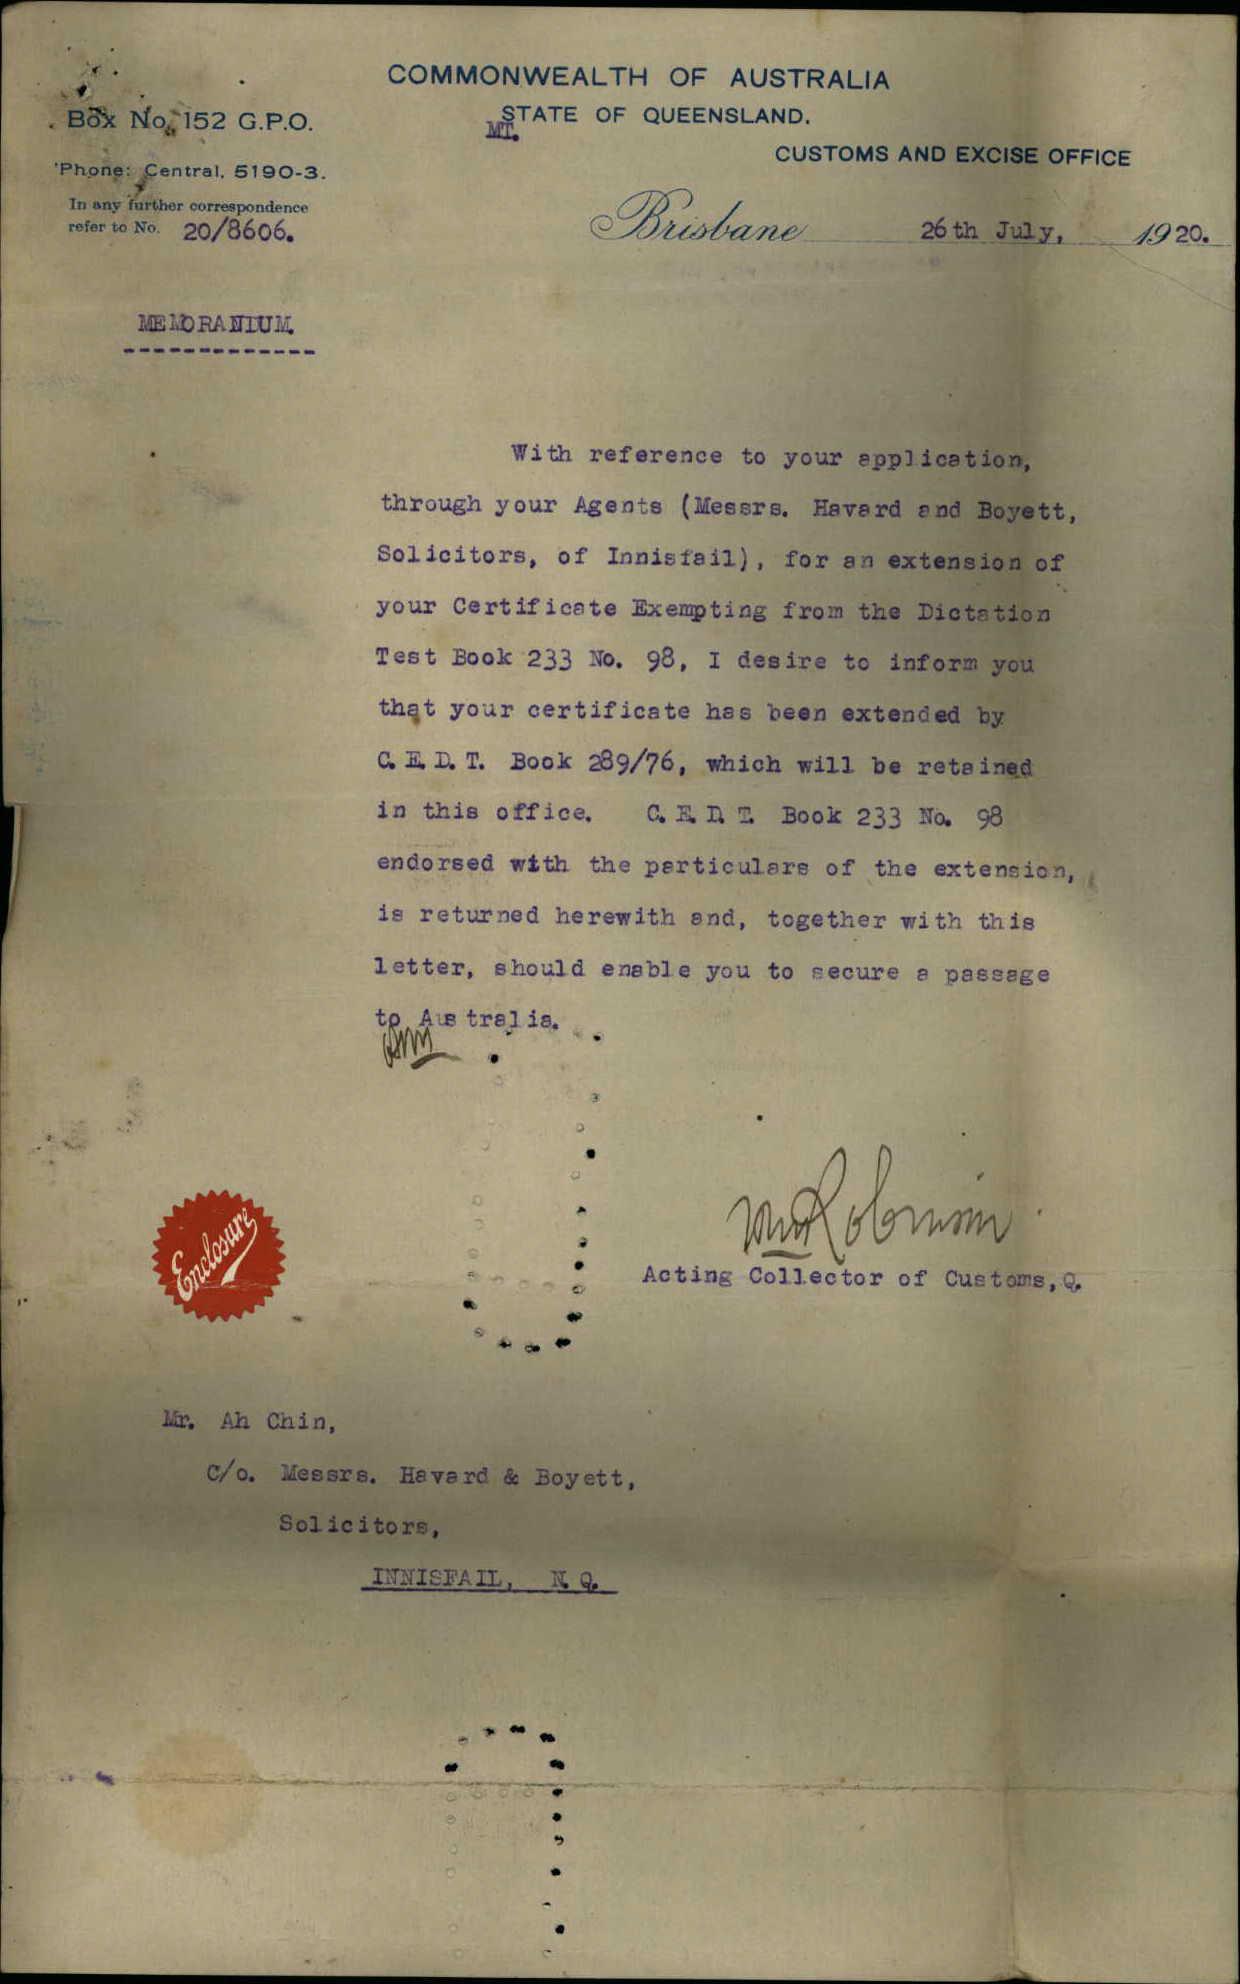 COMMONWEALTH OF AUSTRALIA
STATE OF QUEENSLAND.
MT.
CUSTOMS AND EXCISE OFFICE
Box No. 152 G.P.O.
'Phone: Central, 5190-3.
In any further correspondence
refer to No. 20/8606.
Brisbane 26th July, 1920.
MEMORANDUM.
With reference to your application,
through your Agents (Messrs. Havard and Boyett,
Solicitors, of Innisfail), for an extension of
your Certificate Exempting from the Dictation
Test Book 233 No. 98, I desire to inform you
that your certificate has been extended by
C.E.D.T. Book 289/76, which will be retained
in this office. C.E.D.T. Book 233 No. 98
endorsed with the particulars of the extension,
is returned herewith and, together with this
letter, should enable you to secure a passage
to Australia.
Enclosure
Acting Collector of Customs, Q.
Mr. Ah Chin,
C/o. Messrs. Havard & Boyett,
Solicitors,
INNISFAIL, N.Q.